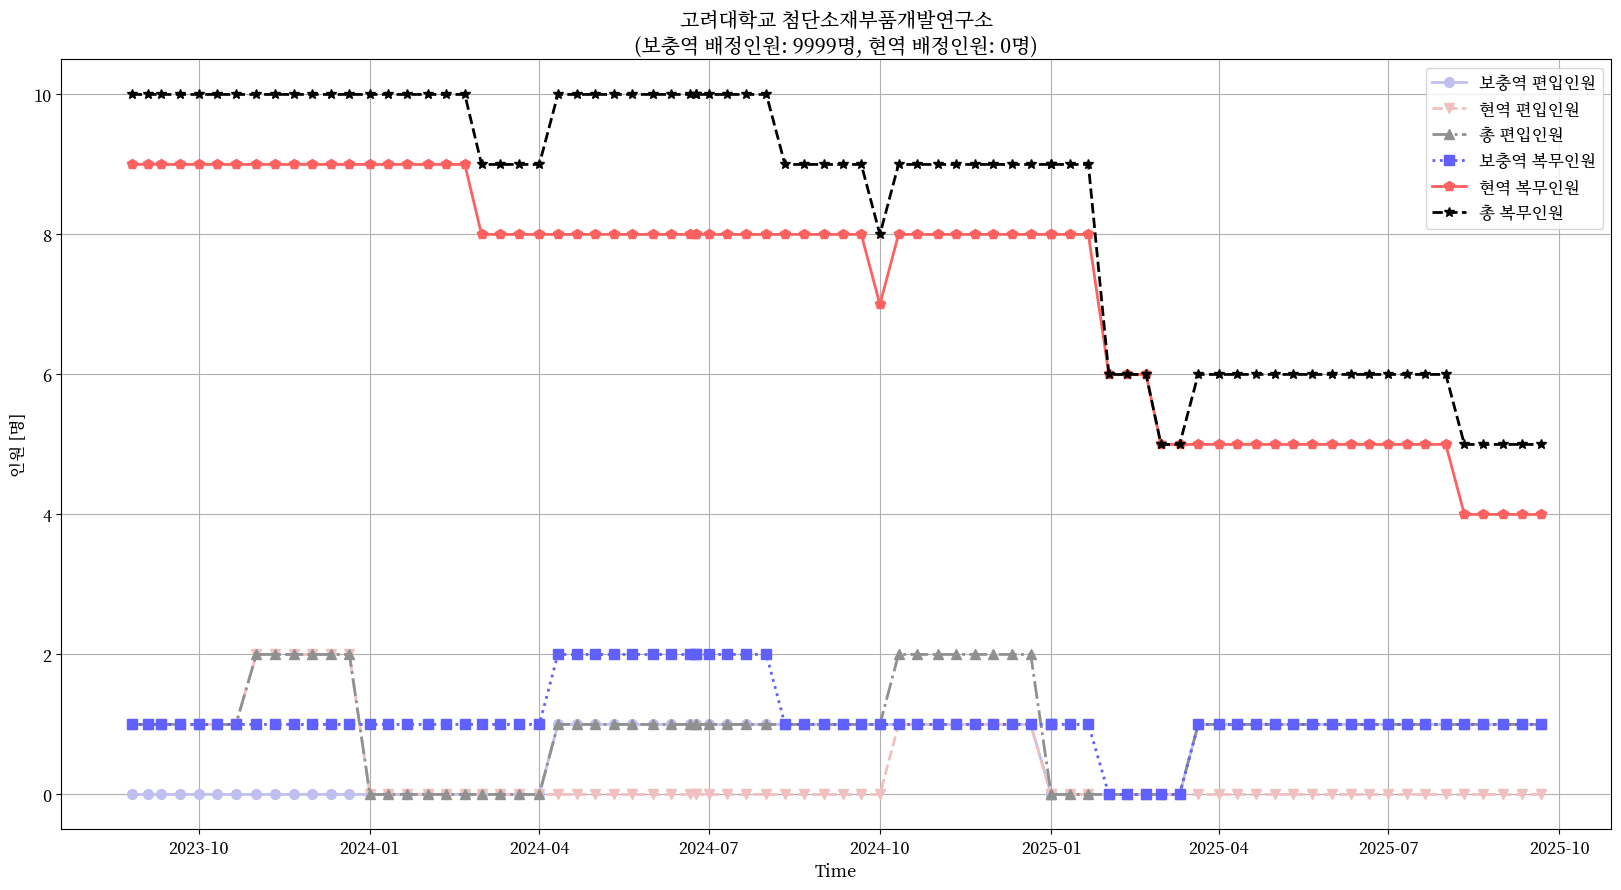 고려대학교 첨단소재부품개발연구소
(보충역 배정인원: 9999명, 현역 배정인원: 0명)
보충역 편입인원
현역 편입인원
총 편입인원
보충역 복무인원
현역 복무인원
총 복무인원
인원 [명]
10
8
6
4
2
0
2023-10
2024-01
2024-04
2024-07
2024-10
2025-01
2025-04
2025-07
2025-10
Time